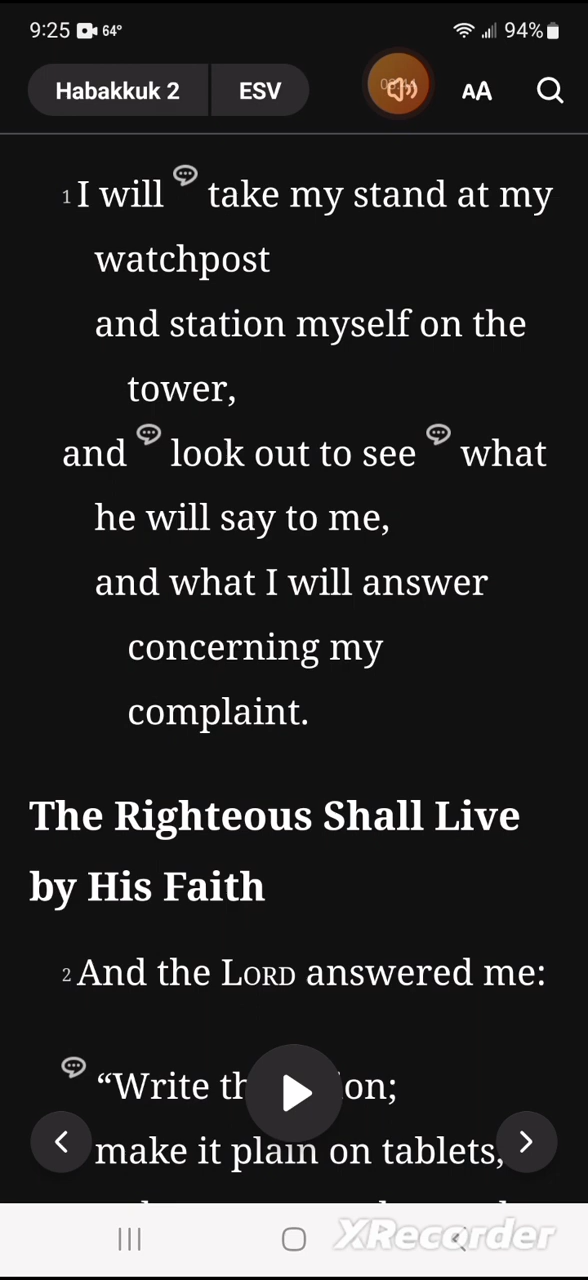 9:25 64° 94%
Habakkuk 2 ESV AA
1 I will take my stand at my
watchpost
and station myself on the
tower,
and look out to see what
he will say to me,
and what I will answer
concerning my
complaint.
The Righteous Shall Live
by His Faith
2 And the LORD answered me:
“Write on;
make it plain on tablets,
XRecorder